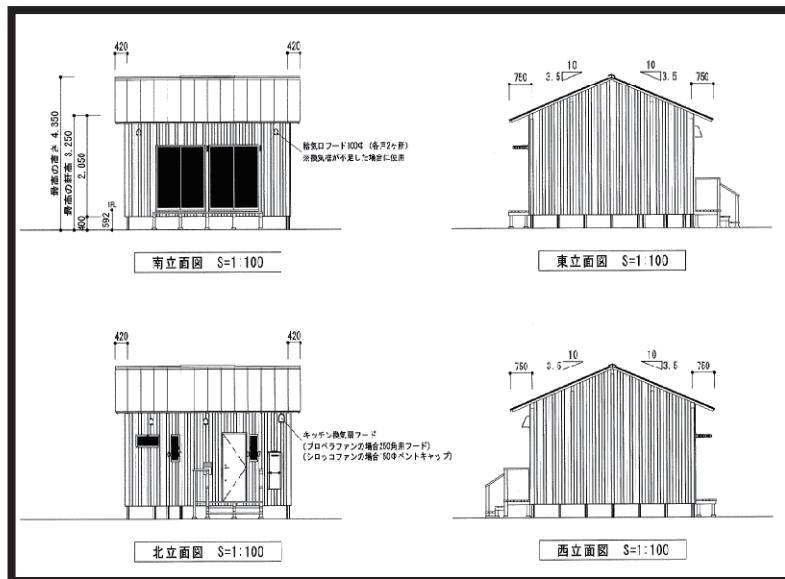 420
420
最高の高さ 4.350
最高の軒高 3.250
2.850
400
592
1FL
給気口フード100Φ (各戸2ヶ所)
※換気塔が不足した場合に使用
南立面図 S=1:100
10
10
3.5
3.5
750
750
東立面図 S=1:100
420
420
キッチン換気扇フード
(プロペラファンの場合250角用フード)
(シロッコファンの場合150Φベントキャップ)
北立面図 S=1:100
10
10
3.5
3.5
750
750
西立面図 S=1:100